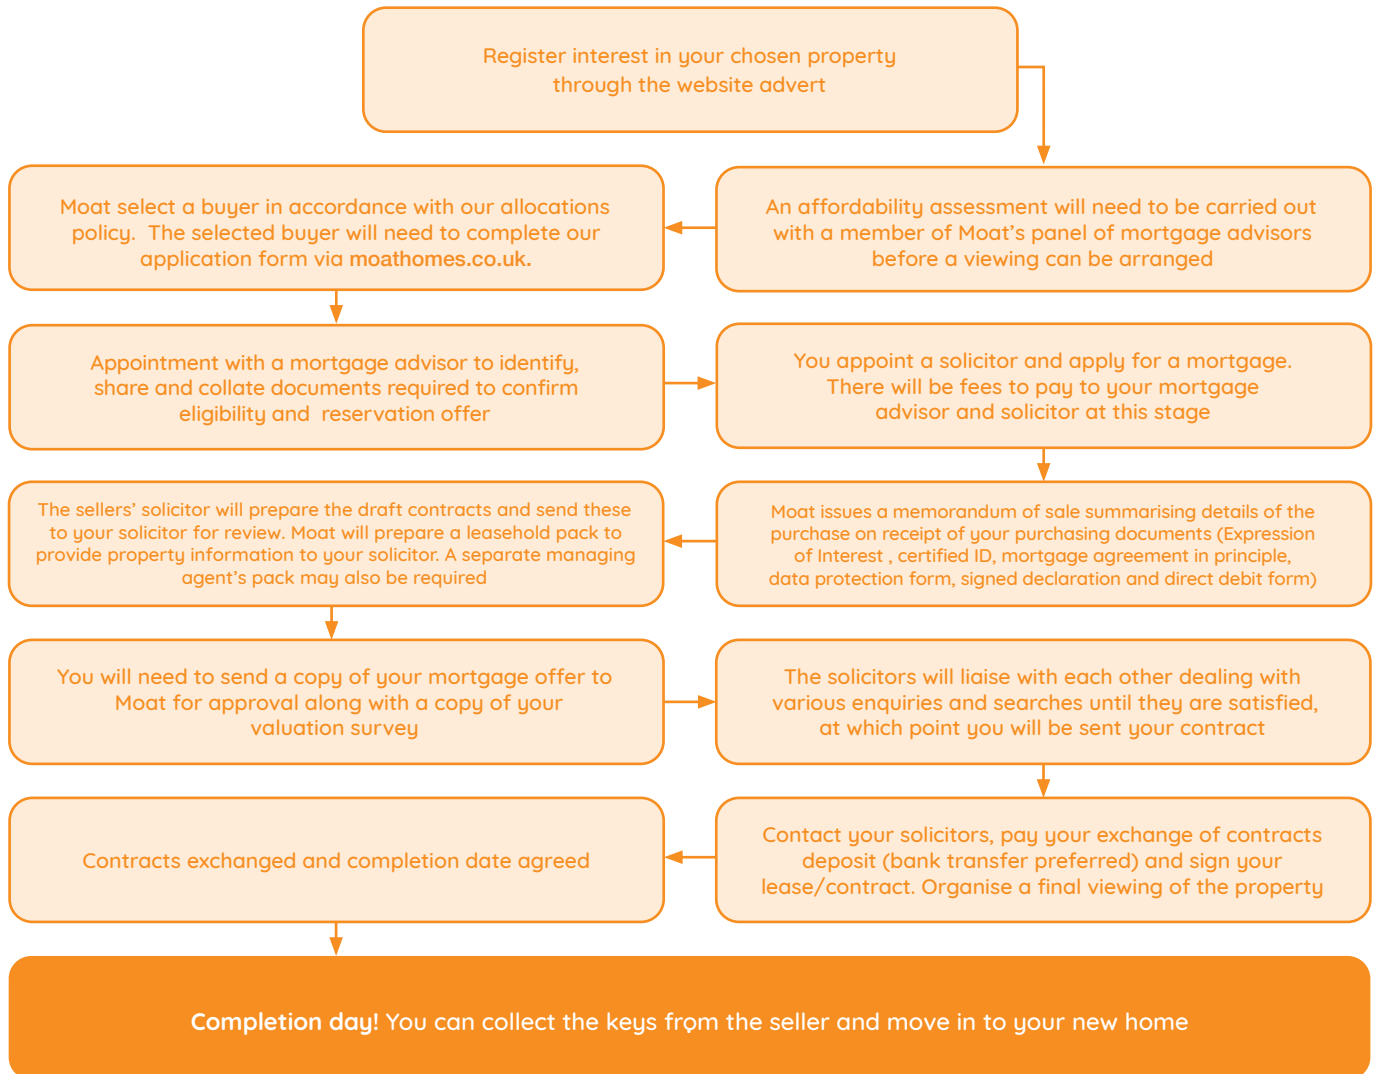 Register interest in your chosen property
through the website advert
An affordability assessment will need to be carried out
with a member of Moat's panel of mortgage advisors
before a viewing can be arranged
Moat select a buyer in accordance with our allocations
policy.  The selected buyer will need to complete our
application form via moathomes.co.uk.
Appointment with a mortgage advisor to identify,
share and collate documents required to confirm
eligibility and  reservation offer
You appoint a solicitor and apply for a mortgage.
There will be fees to pay to your mortgage
advisor and solicitor at this stage
Moat issues a memorandum of sale summarising details of the
purchase on receipt of your purchasing documents (Expression
of Interest , certified ID, mortgage agreement in principle,
data protection form, signed declaration and direct debit form)
The sellers' solicitor will prepare the draft contracts and send these
to your solicitor for review. Moat will prepare a leasehold pack to
provide property information to your solicitor. A separate managing
agent's pack may also be required
You will need to send a copy of your mortgage offer to
Moat for approval along with a copy of your
valuation survey
The solicitors will liaise with each other dealing with
various enquiries and searches until they are satisfied,
at which point you will be sent your contract
Contact your solicitors, pay your exchange of contracts
deposit (bank transfer preferred) and sign your
lease/contract. Organise a final viewing of the property
Contracts exchanged and completion date agreed
Completion day! You can collect the keys from the seller and move in to your new home